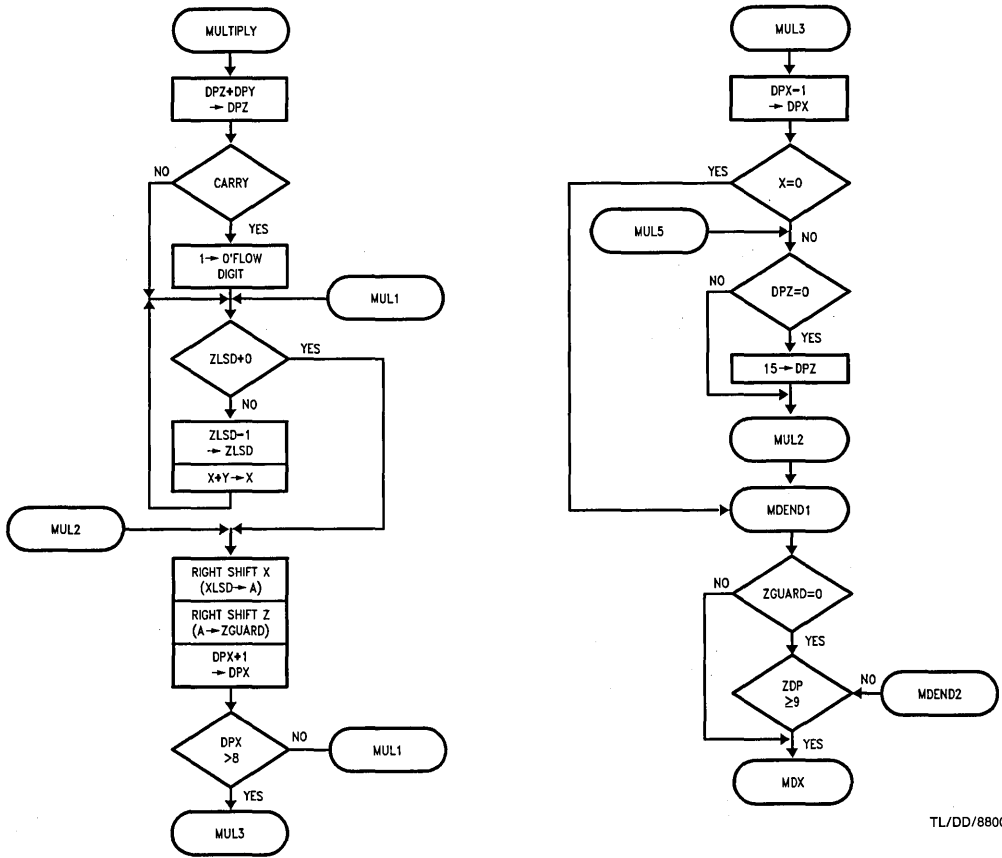 MULTIPLY
DPZ+DPY
→ DPZ
NO
CARRY
YES
1→ O'FLOW
DIGIT
MUL1
ZLSD+0
YES
NO
ZLSD-1
→ ZLSD
X+Y→X
MUL2
RIGHT SHIFT X
(XLSD→ A)
RIGHT SHIFT Z
(A→ZGUARD)
DPX+1
→ DPX
DPX
>8
NO
MUL1
YES
MUL3
MUL3
DPX-1
→ DPX
YES
X=0
MUL5
NO
NO
DPZ=0
YES
15→DPZ
MUL2
MDEND1
NO
ZGUARD=0
YES
ZDP
≥9
NO
MDEND2
YES
MDX
TL/DD/8800